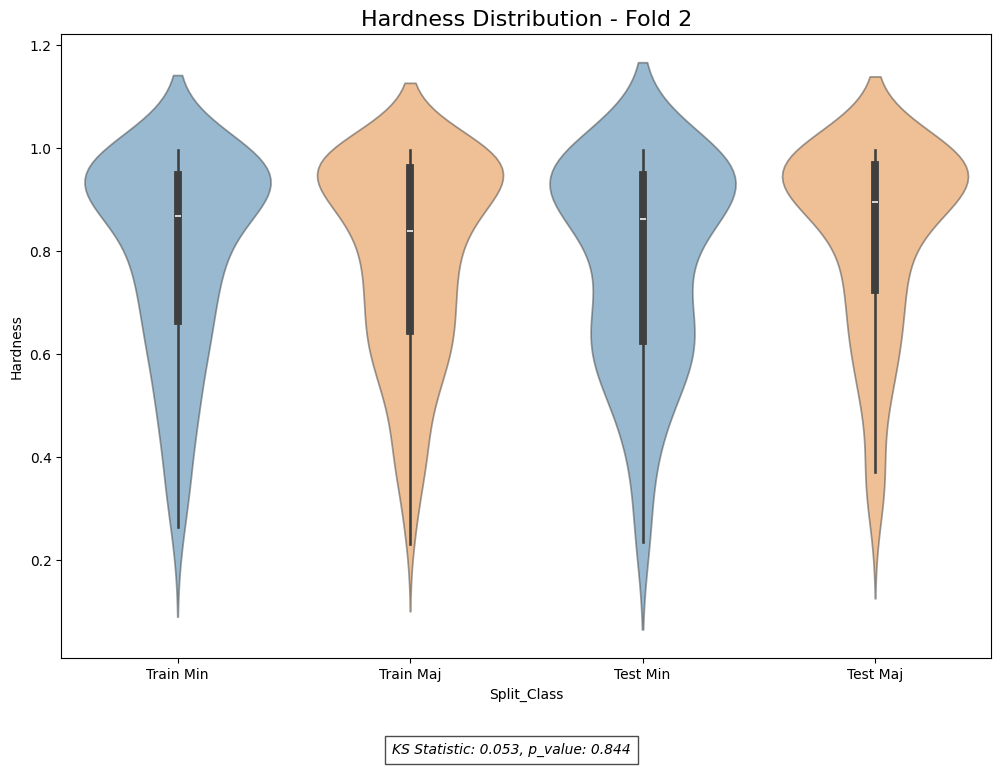 Hardness Distribution - Fold 2
Hardness
1.2
1.0
0.8
0.6
0.4
0.2
Train Min
Train Maj
Test Min
Test Maj
Split_Class
KS Statistic: 0.053, p_value: 0.844